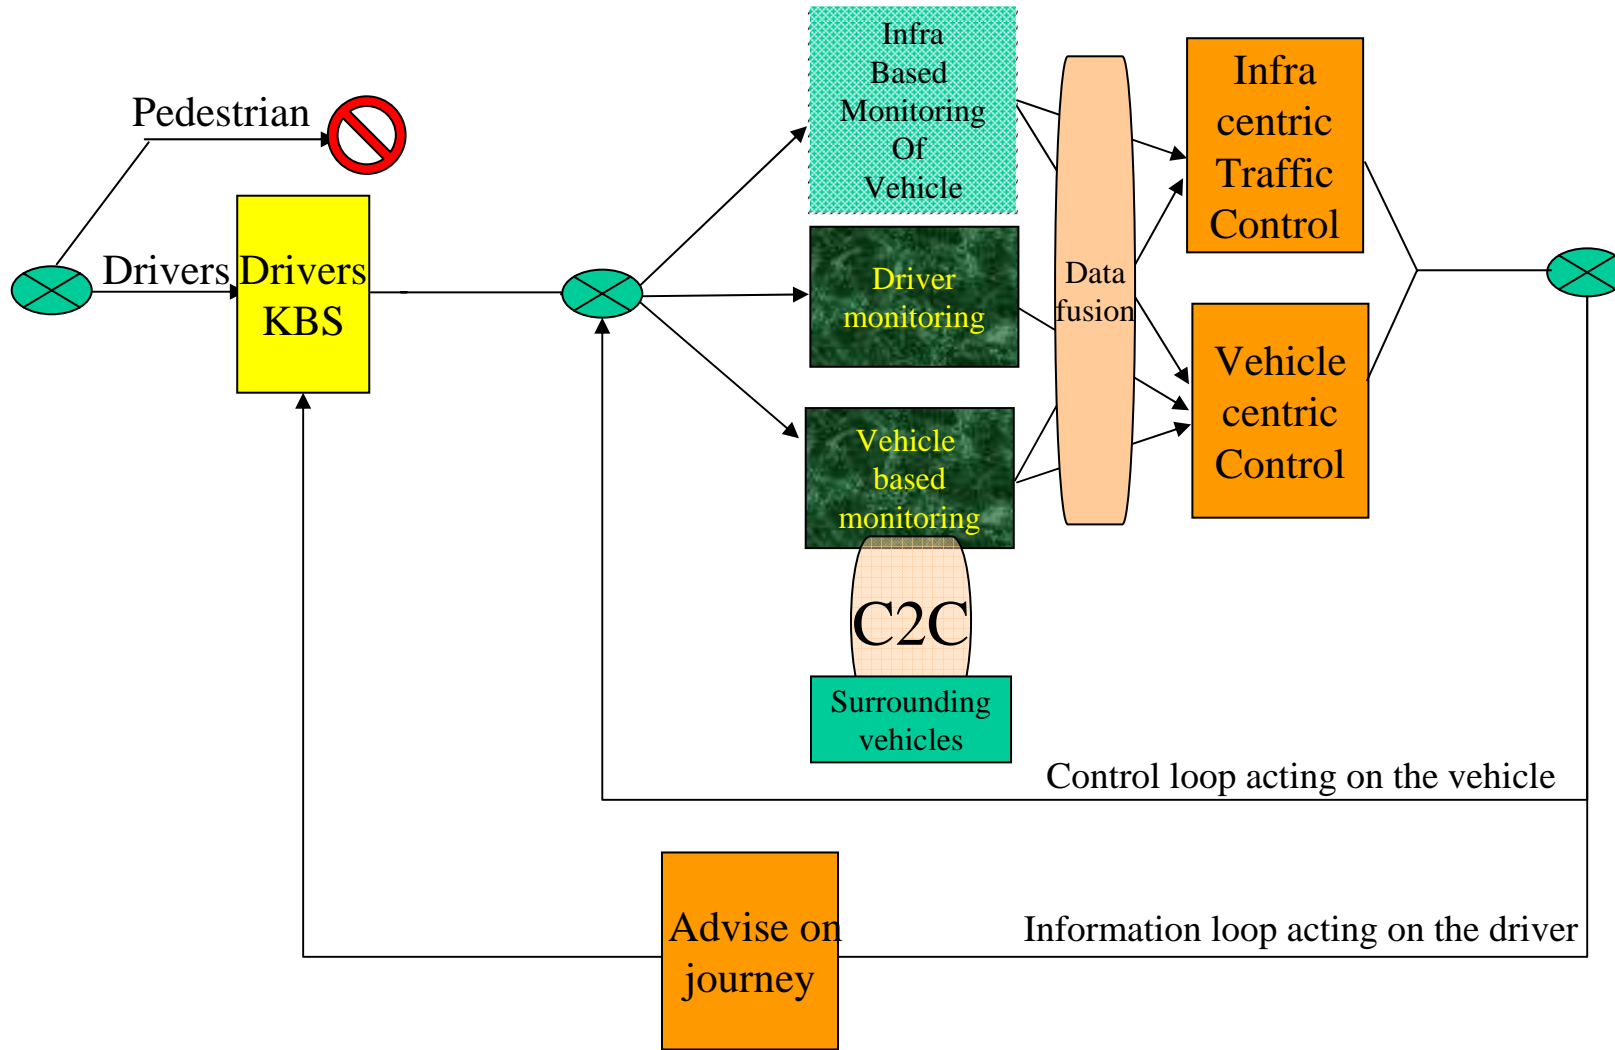 Pedestrian
Drivers
Drivers
KBS
Infra
Based
Monitoring
Of
Vehicle
Driver
monitoring
Vehicle
based
monitoring
C2C
Surrounding
vehicles
Data
fusion
Infra
centric
Traffic
Control
Vehicle
centric
Control
Control loop acting on the vehicle
Advise on
journey
Information loop acting on the driver